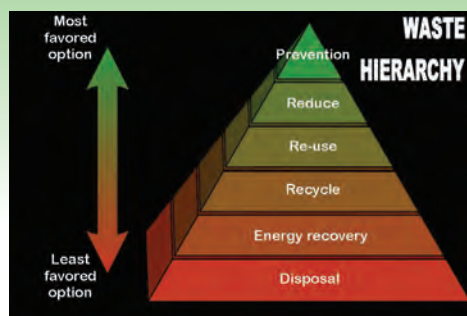 Most
favored
option
WASTE
HIERARCHY
Prevention
Reduce
Re-use
Recycle
Energy recovery
Disposal
Least
favored
option